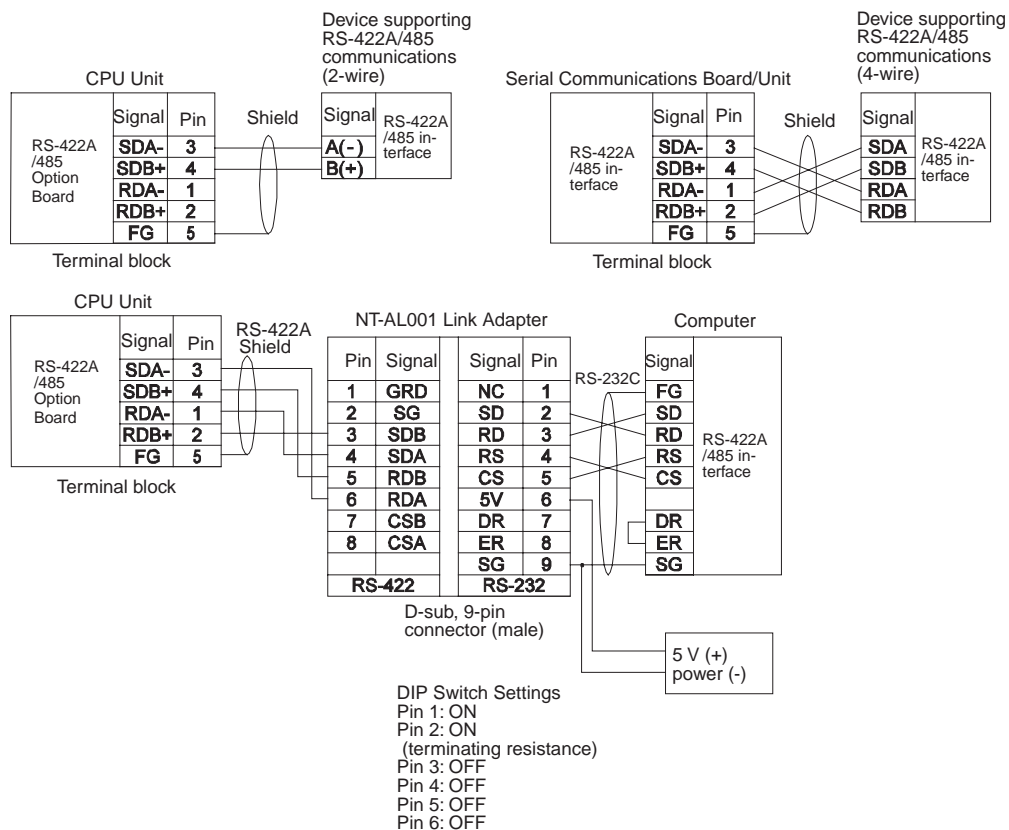 Device supporting
RS-422A/485
communications
(2-wire)
CPU Unit
Signal Pin
Shield
RS-422A
/485
Option
Board
SDA- 3
SDB+ 4
RDA- 1
RDB+ 2
FG 5
Signal
A(-)
B(+)
RS-422A
/485 in-
terface
Terminal block
Device supporting
RS-422A/485
communications
(4-wire)
Serial Communications Board/Unit
Signal Pin
Shield
RS-422A
/485 in-
terface
SDA- 3
SDB+ 4
RDA- 1
RDB+ 2
FG 5
Signal
SDA
SDB
RDA
RDB
RS-422A
/485 in-
terface
Terminal block
CPU Unit
Signal Pin
RS-422A
/485
Option
Board
SDA- 3
SDB+ 4
RDA- 1
RDB+ 2
FG 5
Terminal block
RS-422A
Shield
NT-AL001 Link Adapter
Pin Signal Signal Pin
1 GRD NC 1
2 SG SD 2
3 SDB RD 3
4 SDA RS 4
5 RDB CS 5
6 RDA 5V 6
7 CSB DR 7
8 CSA ER 8
SG 9
RS-422 RS-232
D-sub, 9-pin
connector (male)
RS-232C
Computer
Signal
FG
SD
RD
RS
CS
DR
ER
SG
RS-422A
/485 in-
terface
5 V (+)
power (-)
DIP Switch Settings
Pin 1: ON
Pin 2: ON
(terminating resistance)
Pin 3: OFF
Pin 4: OFF
Pin 5: OFF
Pin 6: OFF